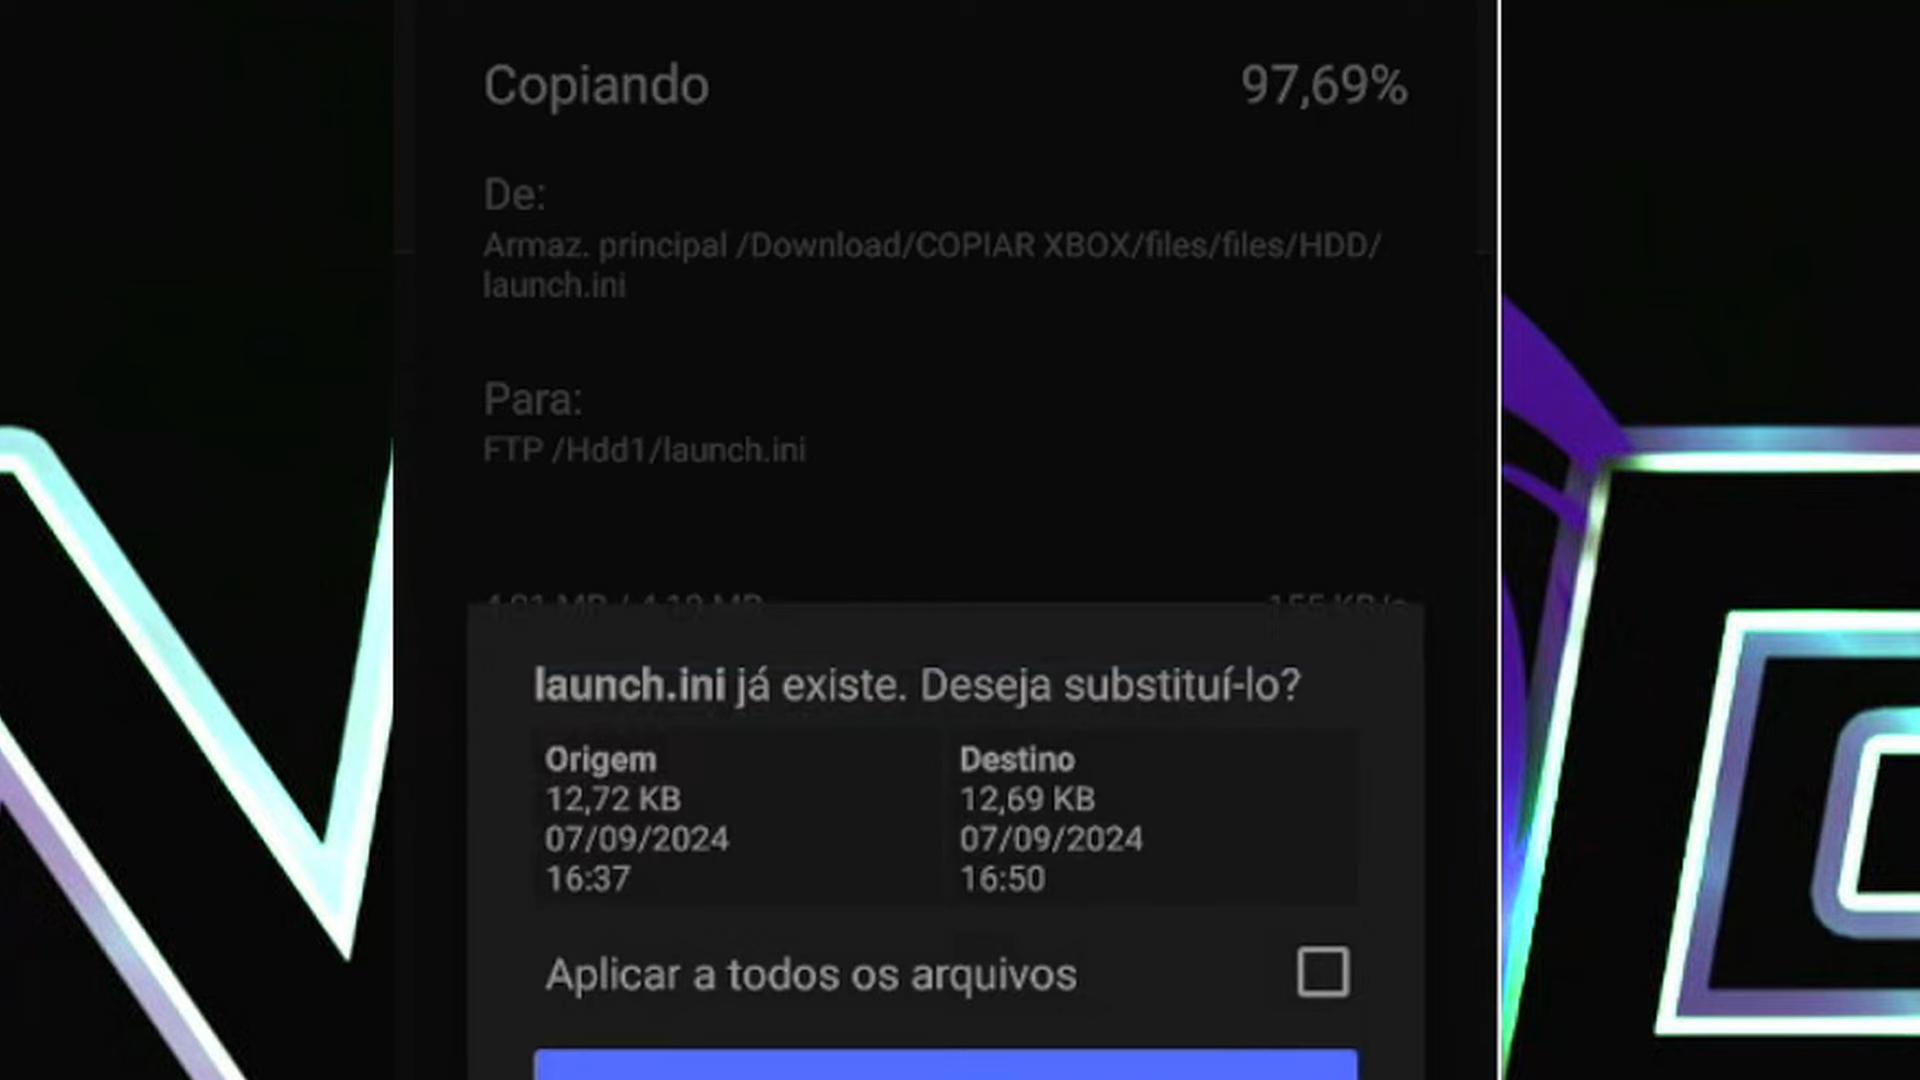 Copiando 97,69%
De:
Armaz. principal /Download/COPIAR XBOX/files/files/HDD/
launch.ini
Para:
FTP /Hdd1/launch.ini
launch.ini já existe. Deseja substituí-lo?
Origem Destino
12,72 KB 12,69 KB
07/09/2024 07/09/2024
16:37 16:50
Aplicar a todos os arquivos